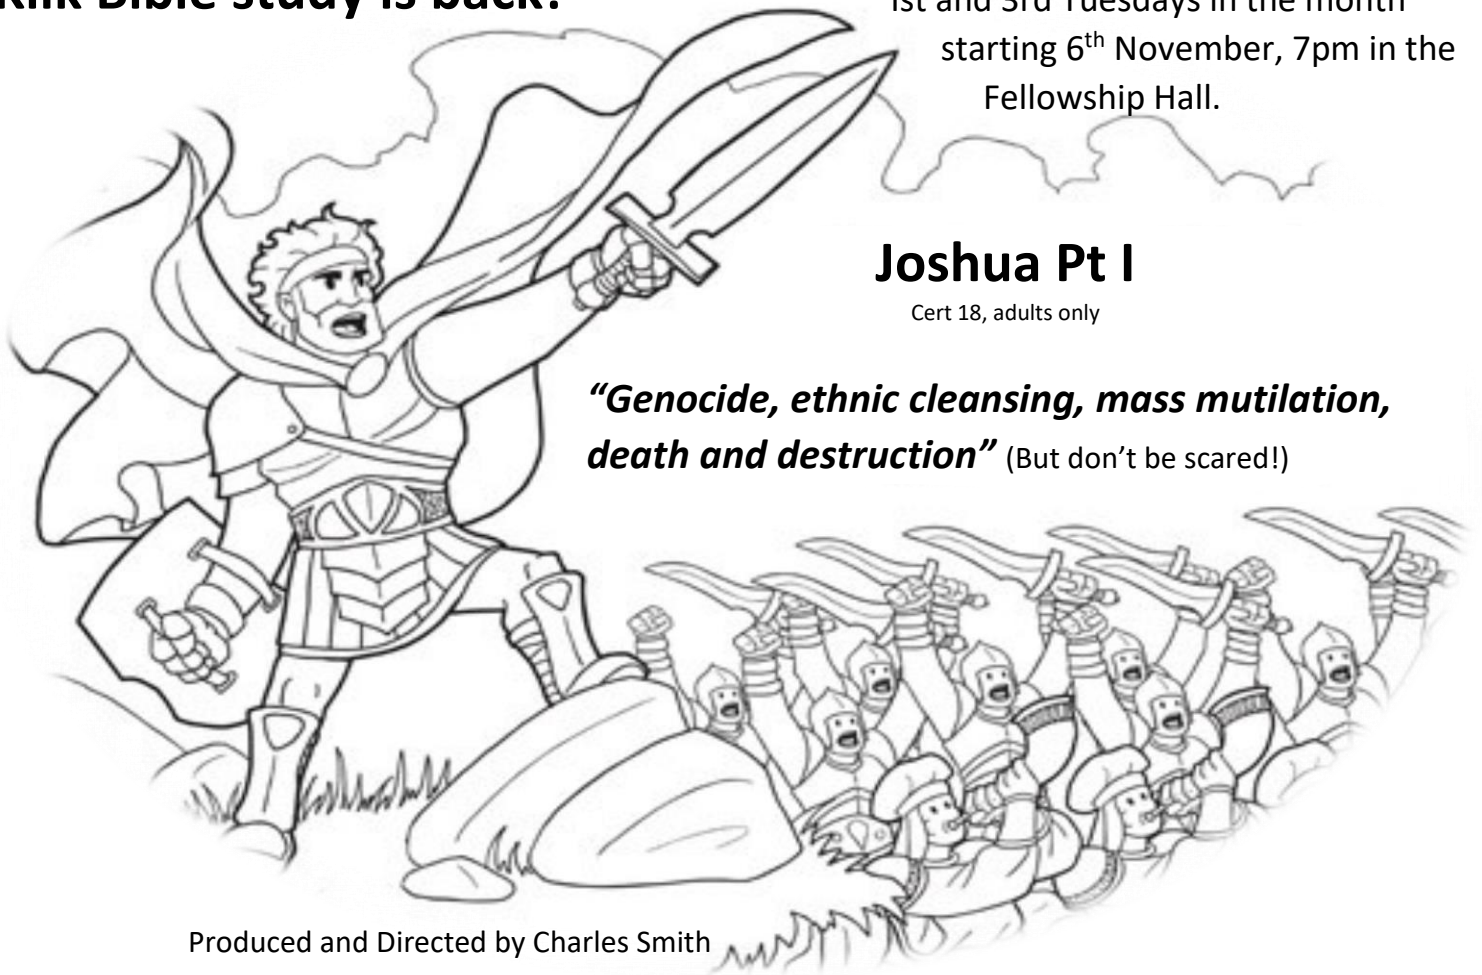 Kirk Bible study is back!
1st and 3rd Tuesdays in the month
starting 6th November, 7pm in the
Fellowship Hall.
Joshua Pt I
Cert 18, adults only
“Genocide, ethnic cleansing, mass mutilation,
death and destruction” (But don’t be scared!)
Produced and Directed by Charles Smith